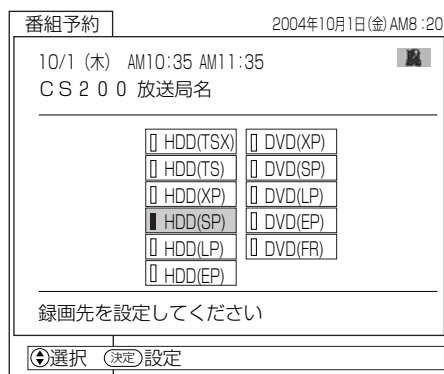 番組予約 2004年10月1日(金) AM8:20
10/1 (木) AM10:35 AM11:35
CS200 放送局名
HDD(TSX) DVD(XP)
HDD(TS) DVD(SP)
HDD(XP) DVD(LP)
HDD(SP) DVD(EP)
HDD(LP) DVD(FR)
HDD(EP)
録画先を設定してください
選択 決定 設定